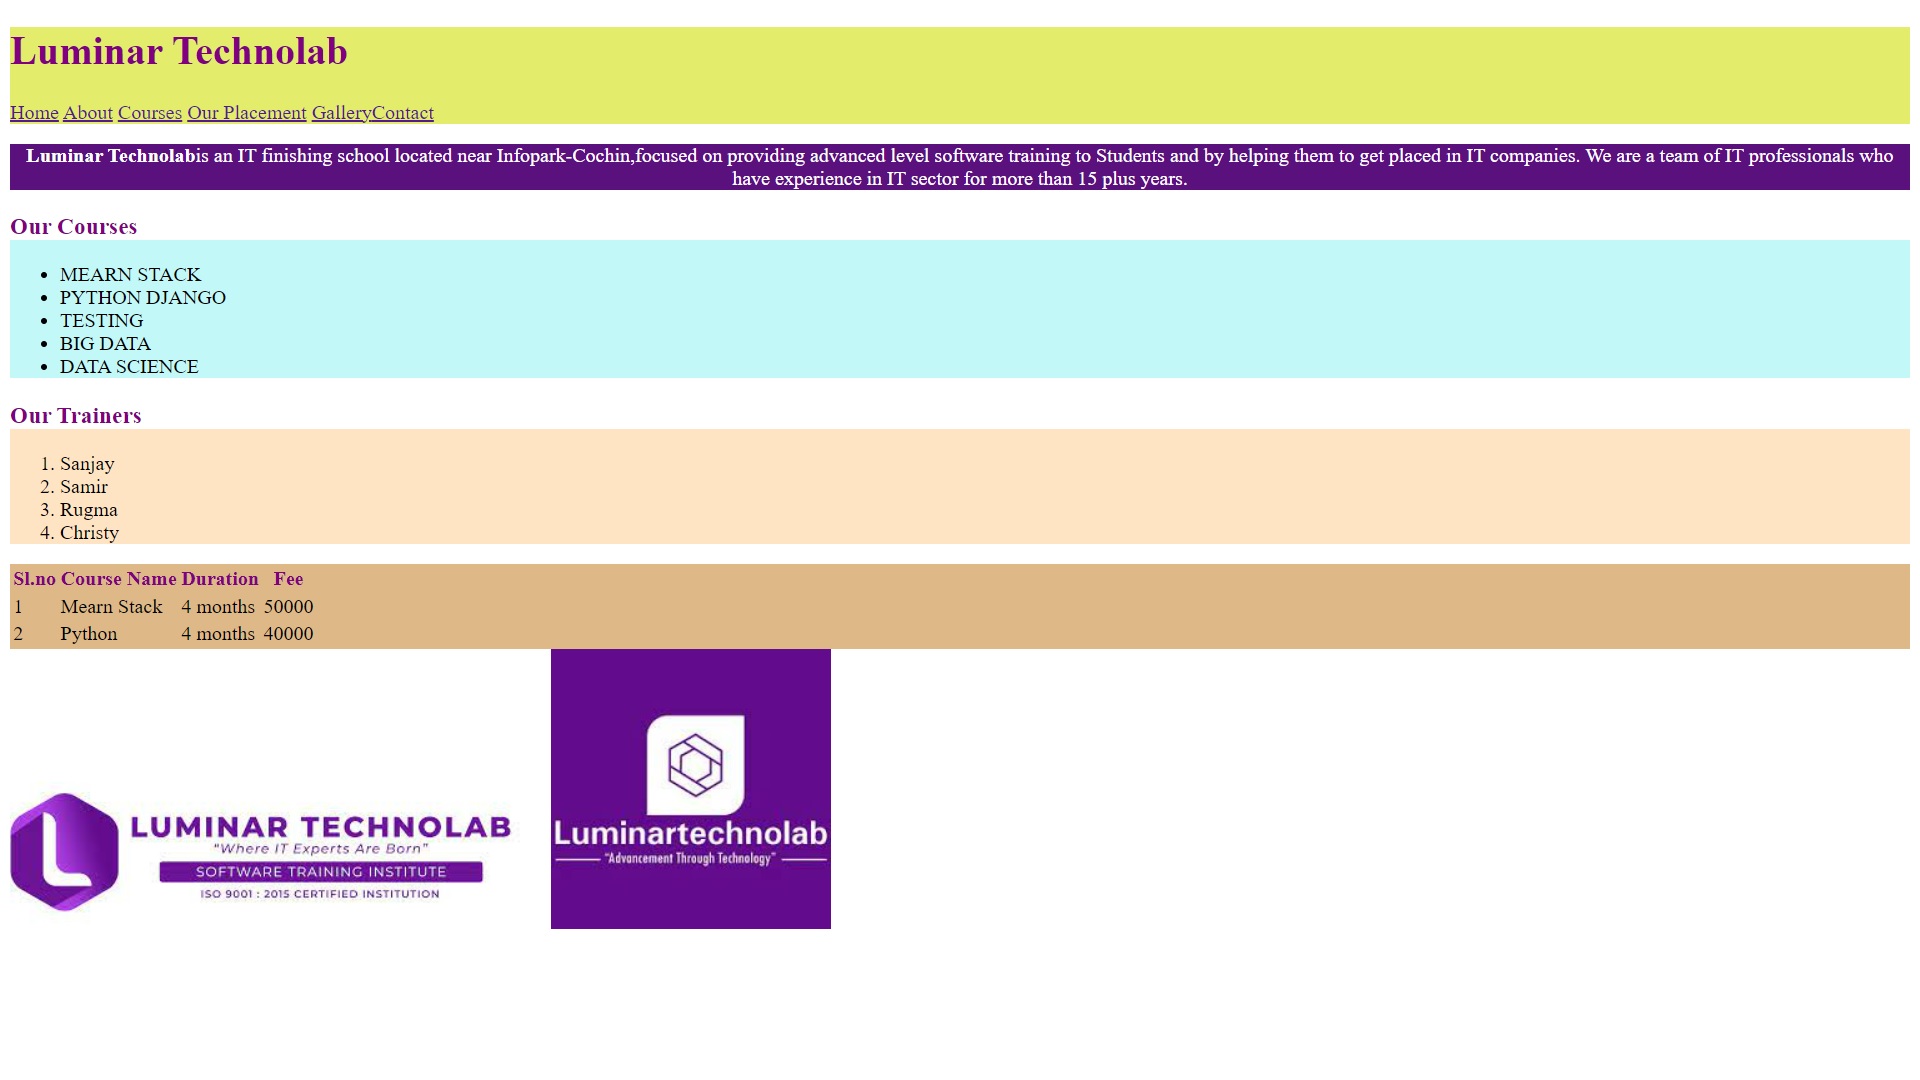 Luminar Technolab
Home About Courses Our Placement GalleryContact
Luminar Technolabis an IT finishing school located near Infopark-Cochin,focused on providing advanced level software training to Students and by helping them to get placed in IT companies. We are a team of IT professionals who
have experience in IT sector for more than 15 plus years.
Our Courses
• MEARN STACK
• PYTHON DJANGO
• TESTING
• BIG DATA
• DATA SCIENCE
Our Trainers
1. Sanjay
2. Samir
3. Rugma
4. Christy
Sl.no Course Name Duration Fee
1 Mearn Stack 4 months 50000
2 Python 4 months 40000
LUMINAR TECHNOLAB
"Where IT Experts Are Born"
SOFTWARE TRAINING INSTITUTE
ISO 9001 : 2015 CERTIFIED INSTITUTION
Luminartechnolab
"Advancement Through Technology"